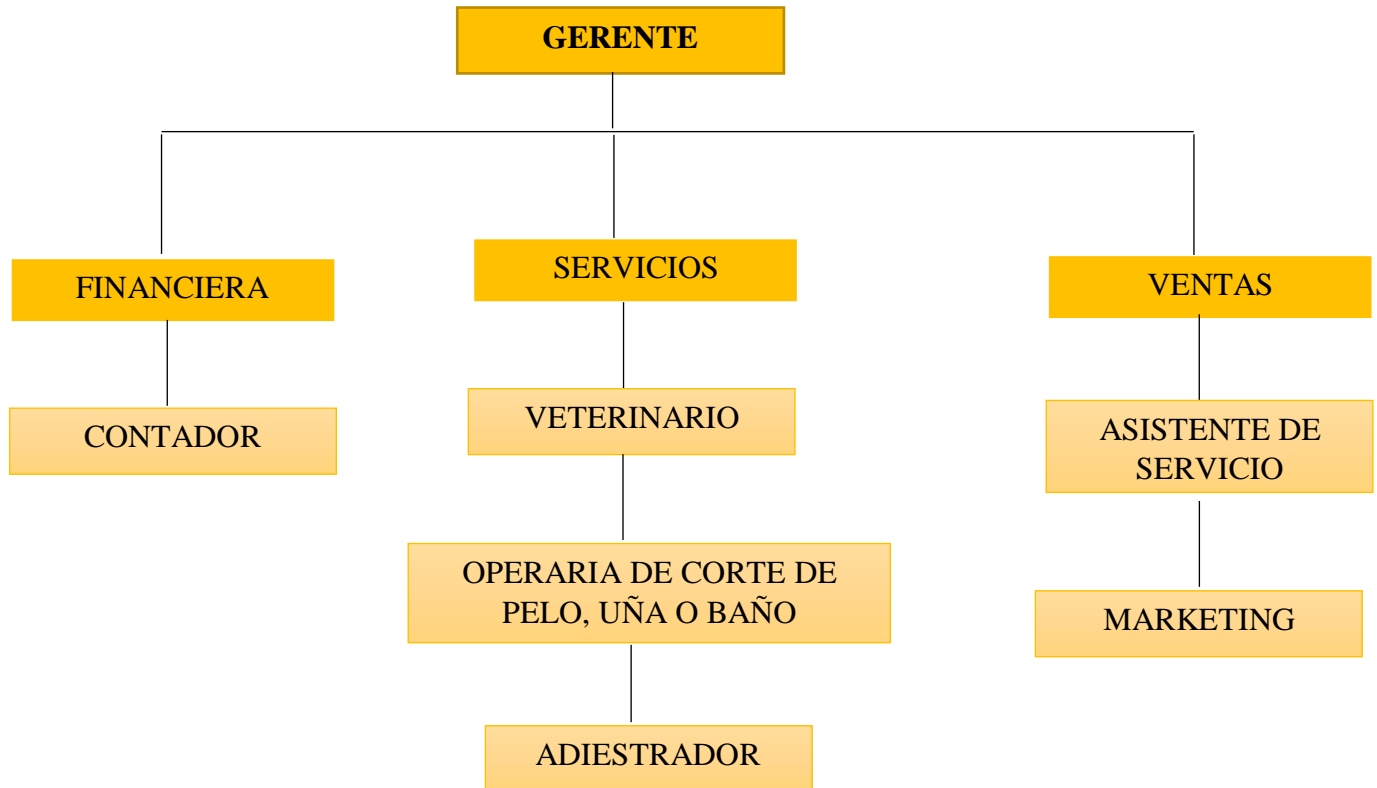 GERENTE
FINANCIERA
SERVICIOS
VENTAS
CONTADOR
VETERINARIO
ASISTENTE DE
SERVICIO
OPERARIA DE CORTE DE
PELO, UÑA O BAÑO
MARKETING
ADIESTRADOR